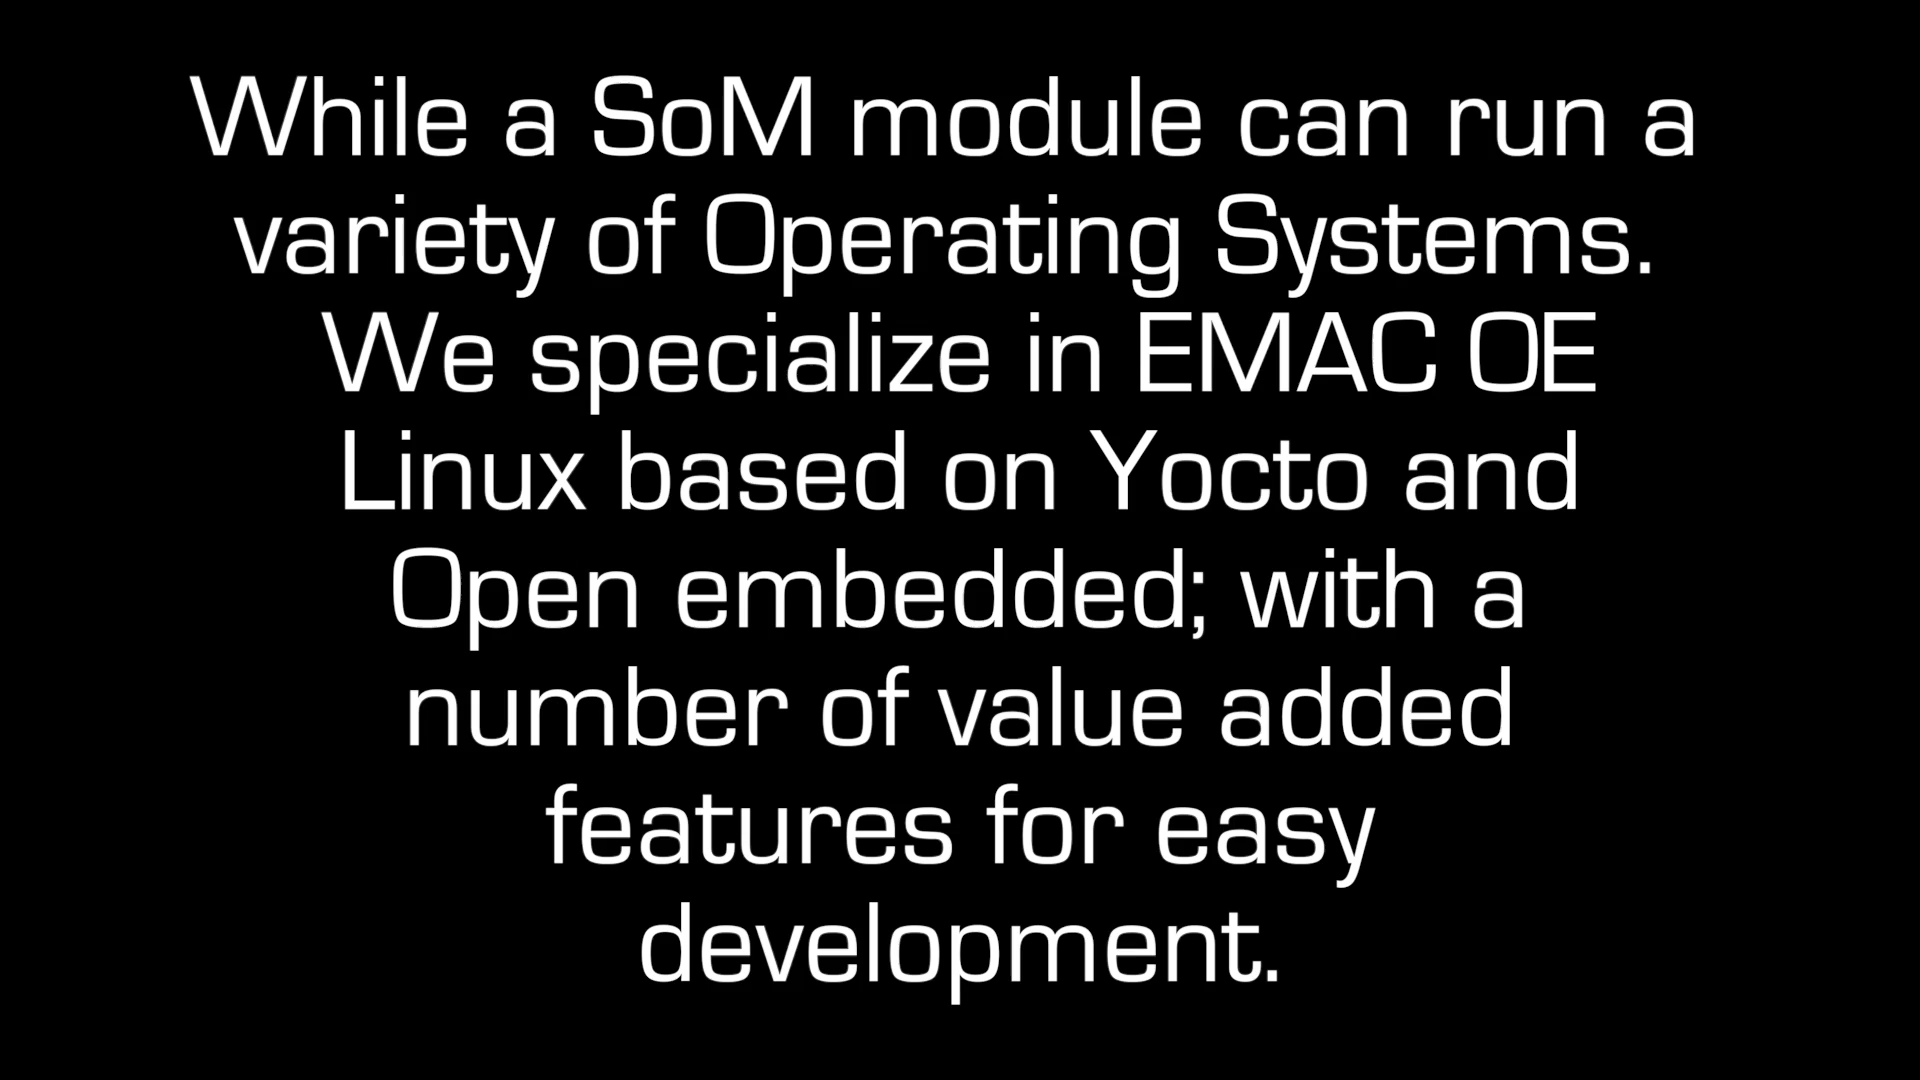 While a SoM module can run a
variety of Operating Systems.
We specialize in EMAC OE
Linux based on Yocto and
Open embedded; with a
number of value added
features for easy
development.